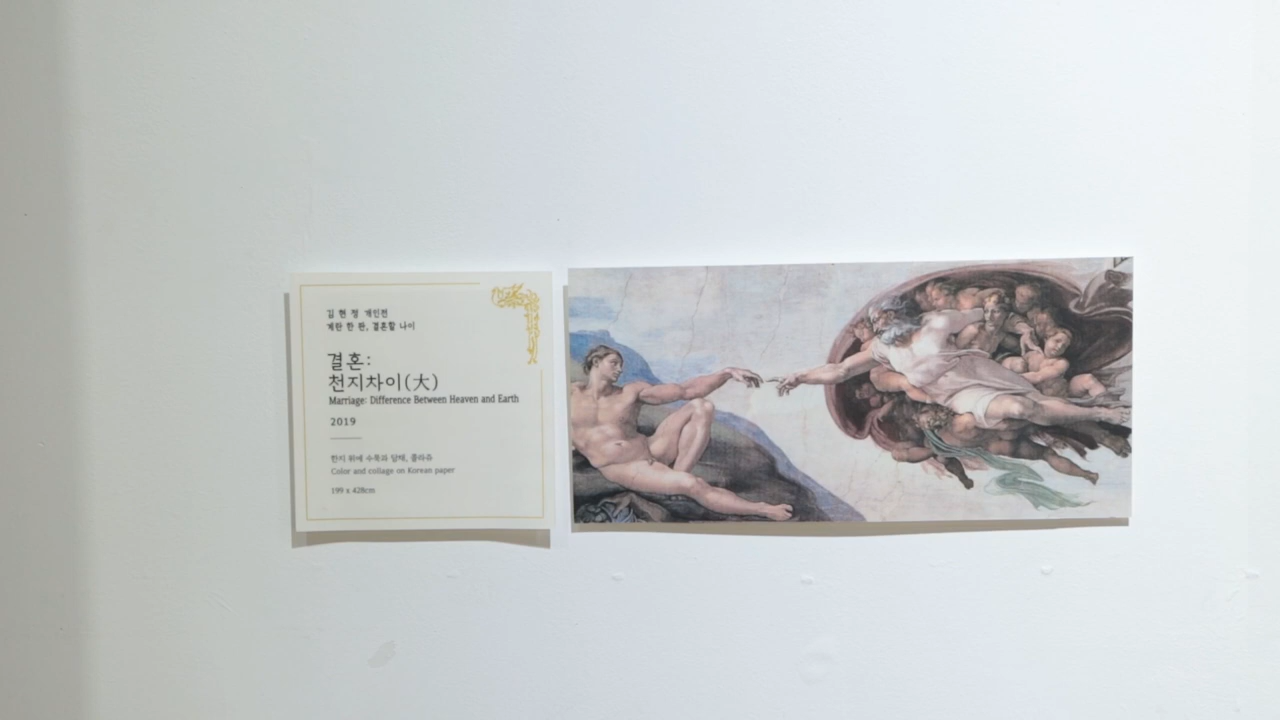 김 현 정 개인전
계란 한 판, 결혼할 나이
결혼:
천지차이(大)
Marriage: Difference Between Heaven and Earth
2019
한지 위에 수묵과 담채, 콜라쥬
Color and collage on Korean paper
199 x 428cm